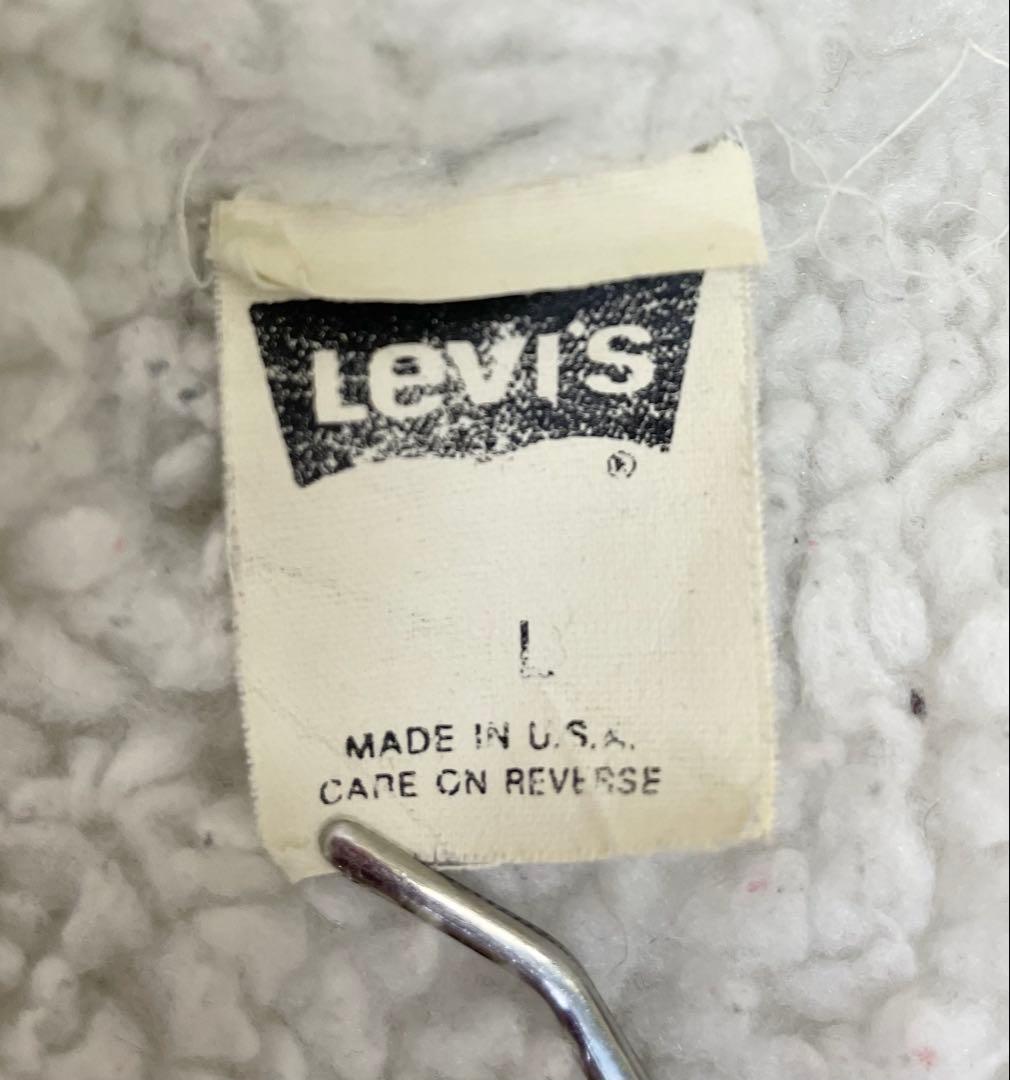 Levi's
®
L
MADE IN U.S.A.
CARE ON REVERSE